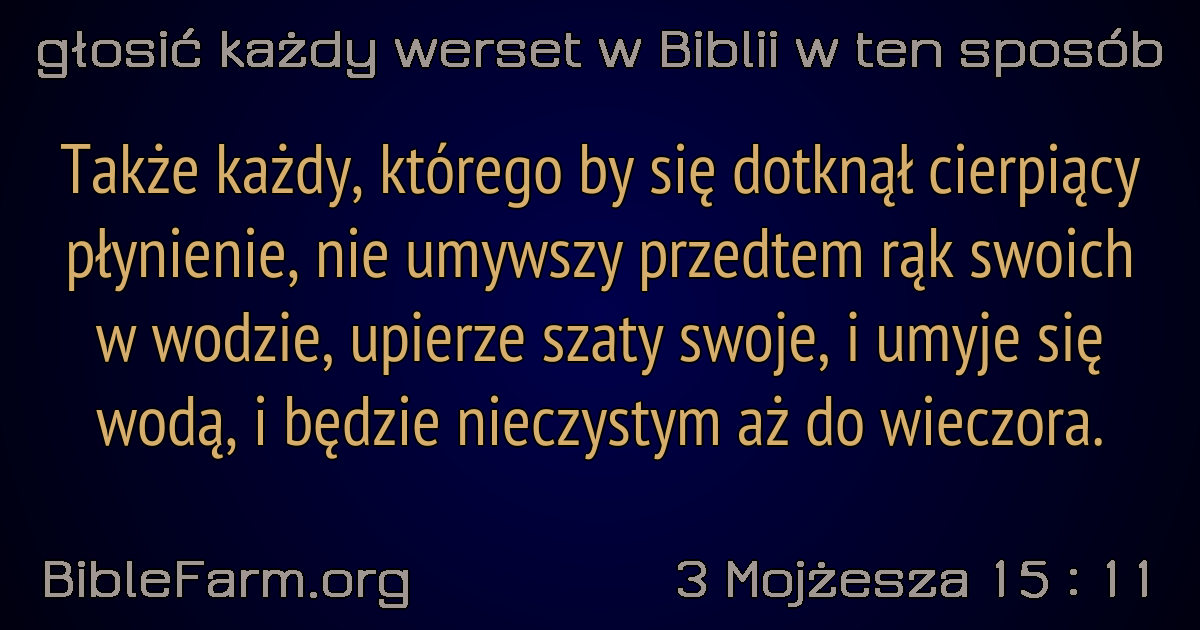 głosić każdy werset w Biblii w ten sposób
Także każdy, którego by się dotknął cierpiący
płynienie, nie umywszy przedtem rąk swoich
w wodzie, upierze szaty swoje, i umyje się
wodą, i będzie nieczystym aż do wieczora.
BibleFarm.org
3 Mojżesza 15 : 11